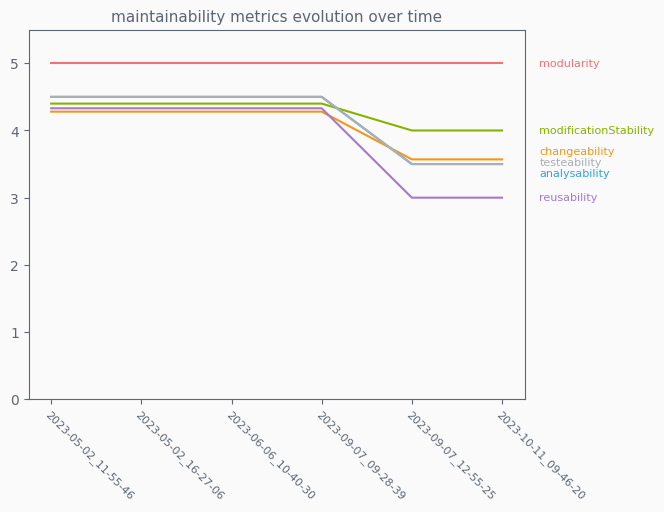 maintainability metrics evolution over time
5
4
3
2
1
0
modularity
modificationStability
changeability
testeability
analysability
reusability
2023-05-02_11-55-46
2023-05-02_16-27-06
2023-06-06_10-40-30
2023-09-07_09-28-39
2023-09-07_12-55-25
2023-10-11_09-46-20